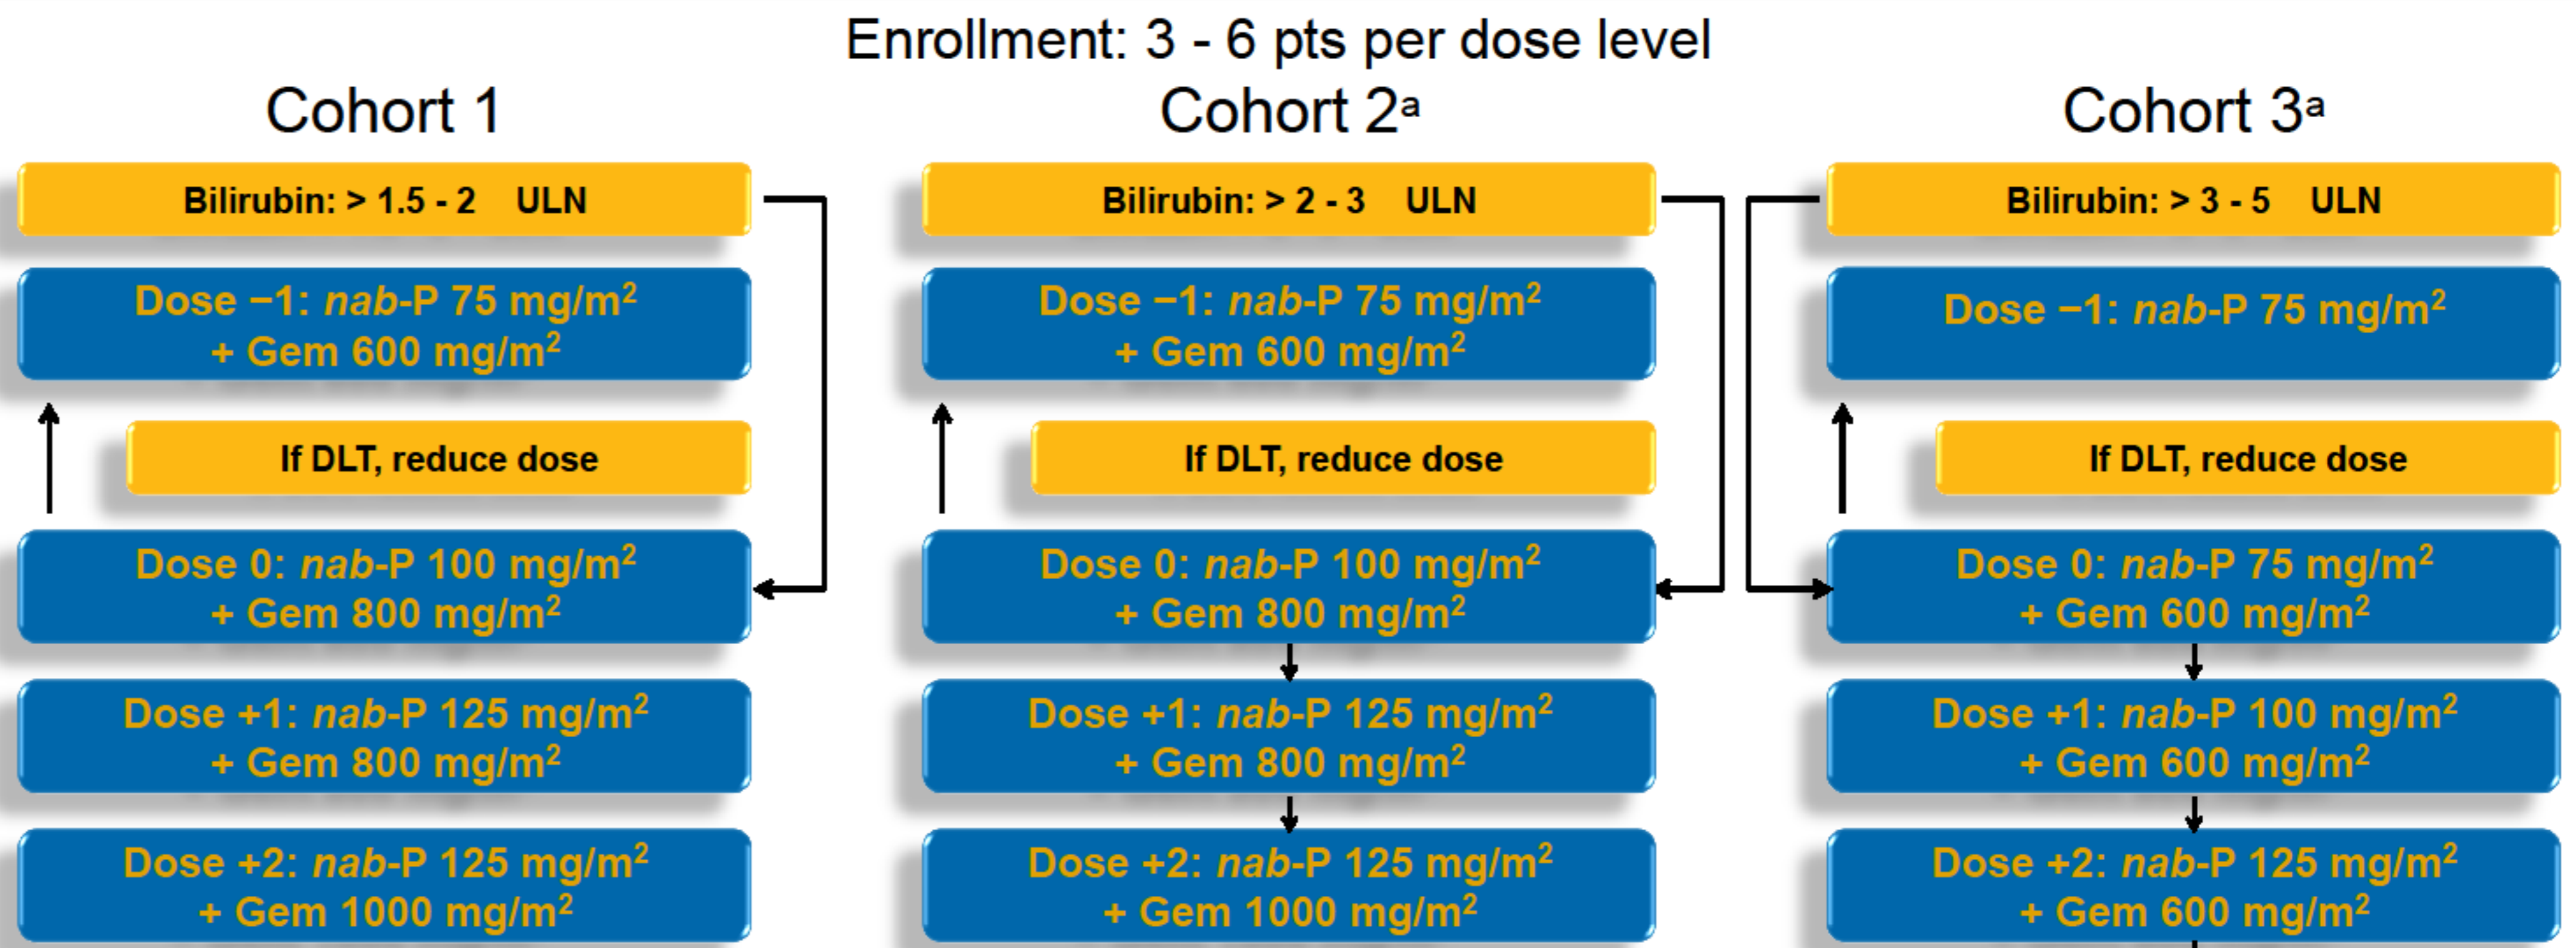 Enrollment: 3 - 6 pts per dose level
Cohort 1
Bilirubin: > 1.5 - 2 ULN
Dose −1: nab-P 75 mg/m²
+ Gem 600 mg/m²
If DLT, reduce dose
Dose 0: nab-P 100 mg/m²
+ Gem 800 mg/m²
Dose +1: nab-P 125 mg/m²
+ Gem 800 mg/m²
Dose +2: nab-P 125 mg/m²
+ Gem 1000 mg/m²
Cohort 2ᵃ
Bilirubin: > 2 - 3 ULN
Dose −1: nab-P 75 mg/m²
+ Gem 600 mg/m²
If DLT, reduce dose
Dose 0: nab-P 100 mg/m²
+ Gem 800 mg/m²
Dose +1: nab-P 125 mg/m²
+ Gem 800 mg/m²
Dose +2: nab-P 125 mg/m²
+ Gem 1000 mg/m²
Cohort 3ᵃ
Bilirubin: > 3 - 5 ULN
Dose −1: nab-P 75 mg/m²
If DLT, reduce dose
Dose 0: nab-P 75 mg/m²
+ Gem 600 mg/m²
Dose +1: nab-P 100 mg/m²
+ Gem 600 mg/m²
Dose +2: nab-P 125 mg/m²
+ Gem 600 mg/m²